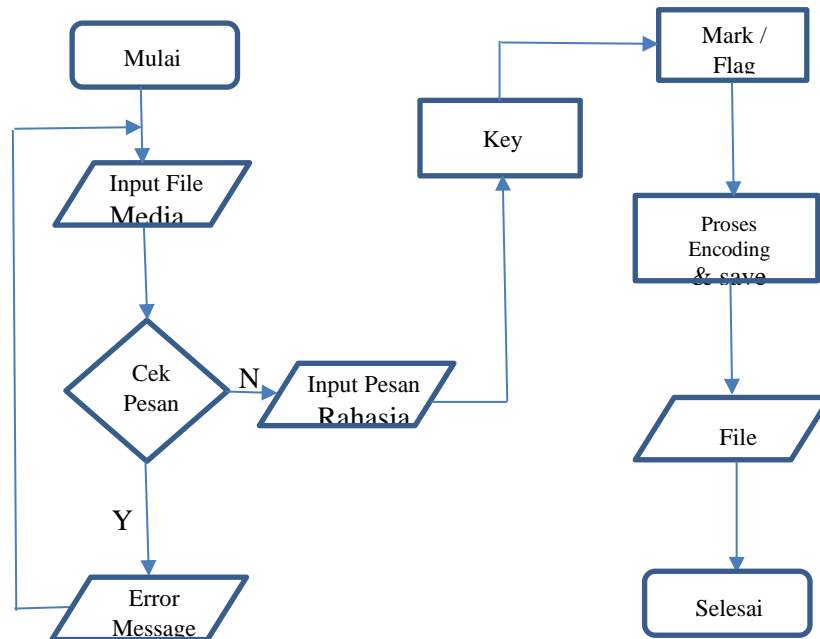 Mulai
Input File
Media
Cek
Pesan
N
Y
Input Pesan
Rahasia
Error
Message
Key
Mark /
Flag
Proses
Encoding
& save
File
Selesai